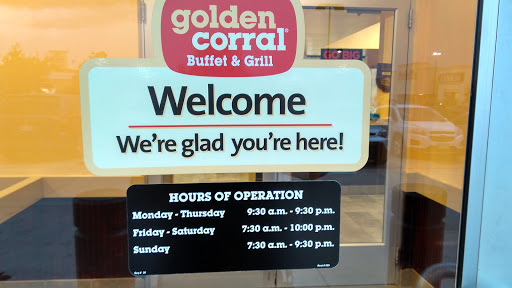 golden
corral®
Buffet & Grill
GO BIG
Welcome
We're glad you're here!
HOURS OF OPERATION
Monday - Thursday 9:30 a.m. - 9:30 p.m.
Friday - Saturday 7:30 a.m. - 10:00 p.m.
Sunday 7:30 a.m. - 9:30 p.m.